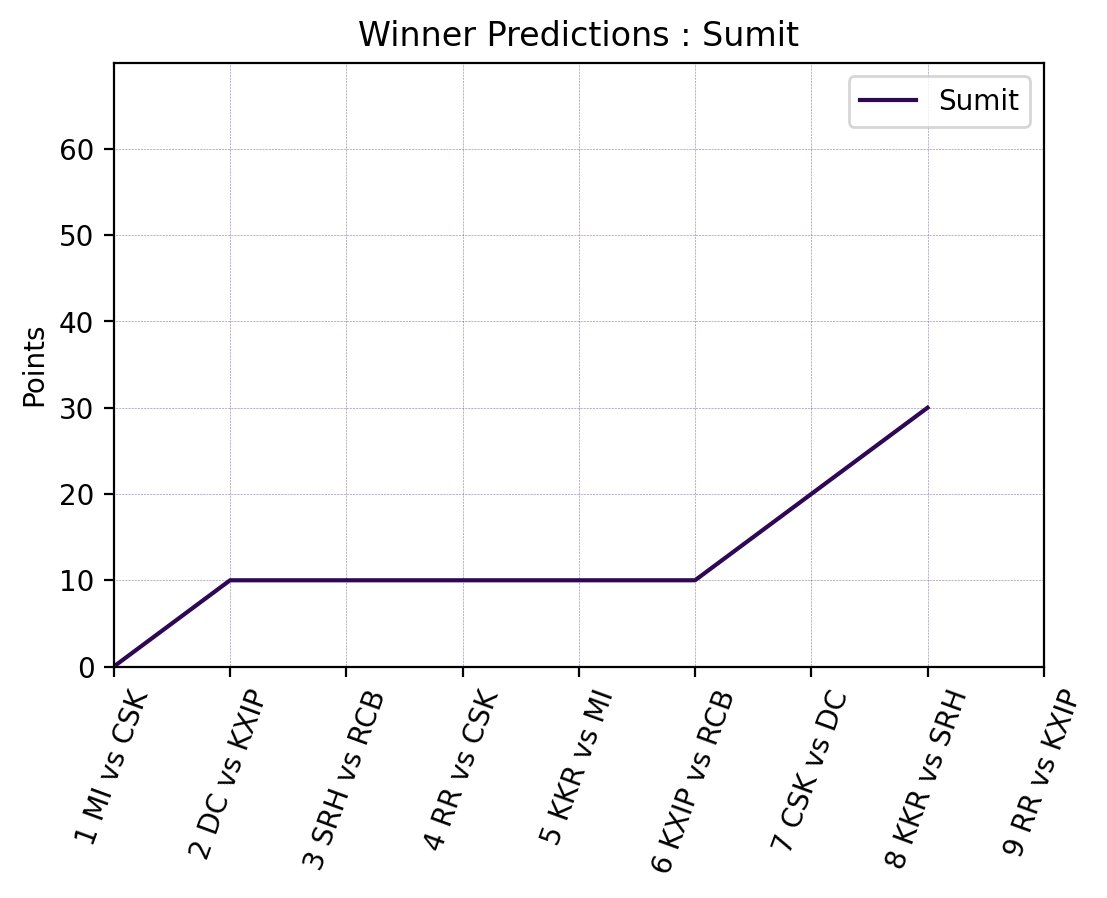 Winner Predictions : Sumit
Sumit
Points
60
50
40
30
20
10
0
1 MI vs CSK
2 DC vs KXIP
3 SRH vs RCB
4 RR vs CSK
5 KKR vs MI
6 KXIP vs RCB
7 CSK vs DC
8 KKR vs SRH
9 RR vs KXIP